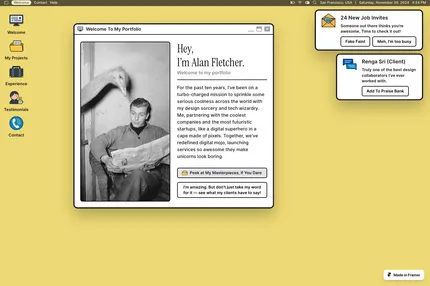 Welcome Contact Help
San Francisco, USA | Saturday, November 30, 2024
Welcome
My Projects
Experience
Testimonials
Contact
Welcome To My Portfolio
Hey,
I'm Alan Fletcher.
Welcome to my portfolio
For the past ten years, I've been on a
turbo-charged mission to sprinkle some
serious coolness across the world with
my design sorcery and tech wizardry.
Me, partnering with the coolest
companies and the most futuristic
startups, like a digital superhero in a
cape made of pixels. Together, we've
redefined digital mojo, launching
services so awesome they make
unicorns look boring.
Peek at My Masterpieces, If You Dare
I'm amazing. But don't just take my word
for it — see what my clients have to say!
24 New Job Invites
Someone out there thinks you're
awesome, Time to check it out!
Fake Faint
Meh, I'm too busy
Renga Sri (Client)
Truly one of the best design
collaborators I've ever
worked with.
Add To Praise Bank
Made in Framer